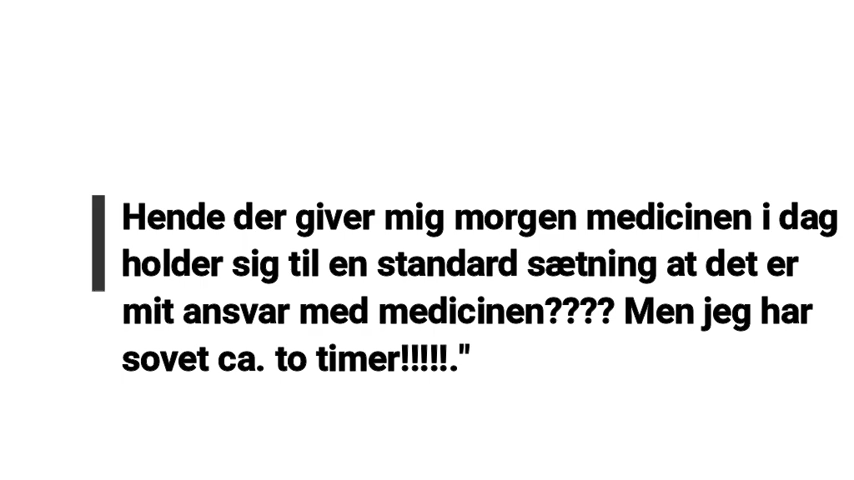 Hende der giver mig morgen medicinen i dag
holder sig til en standard sætning at det er
mit ansvar med medicinen???? Men jeg har
sovet ca. to timer!!!!!."